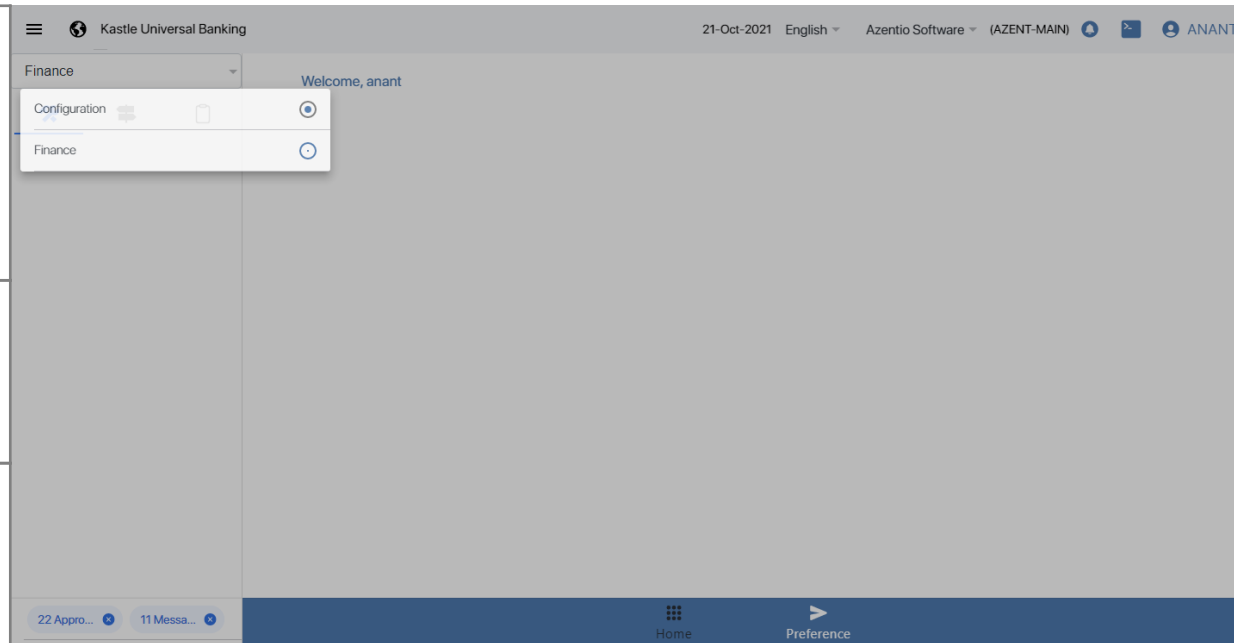 Kastle Universal Banking 21-Oct-2021 English Azentio Software (AZENT-MAIN) ANANT
Finance
Welcome, anant
Configuration
Finance
22 Appro... 11 Messa...
Home Preference